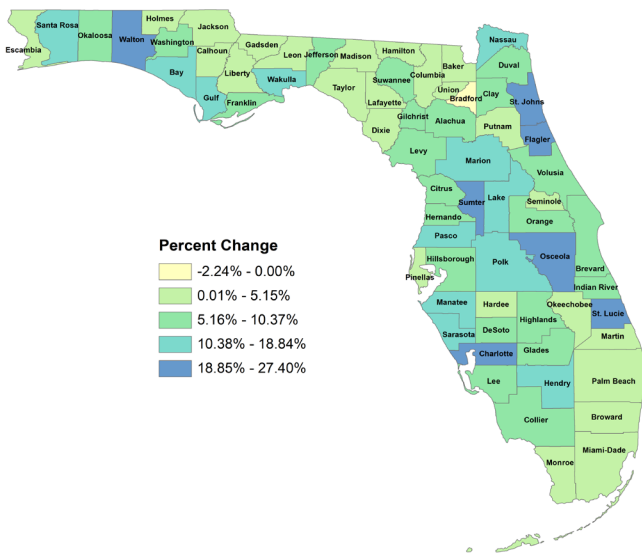 Holmes
Jackson
Santa Rosa
Okaloosa
Walton
Washington
Escambia
Calhoun
Gadsden
Leon
Jefferson
Madison
Hamilton
Nassau
Baker
Duval
Bay
Liberty
Wakulla
Suwannee
Columbia
Union
Bradford
Clay
St. Johns
Gulf
Franklin
Taylor
Lafayette
Gilchrist
Alachua
Putnam
Flagler
Dixie
Levy
Marion
Volusia
Citrus
Sumter
Lake
Seminole
Hernando
Orange
Pasco
Percent Change
-2.24% - 0.00%
0.01% - 5.15%
5.16% - 10.37%
10.38% - 18.84%
18.85% - 27.40%
Hillsborough
Polk
Osceola
Brevard
Pinellas
Indian River
Manatee
Hardee
Okeechobee
Highlands
St. Lucie
Sarasota
DeSoto
Martin
Charlotte
Glades
Lee
Hendry
Palm Beach
Collier
Broward
Monroe
Miami-Dade